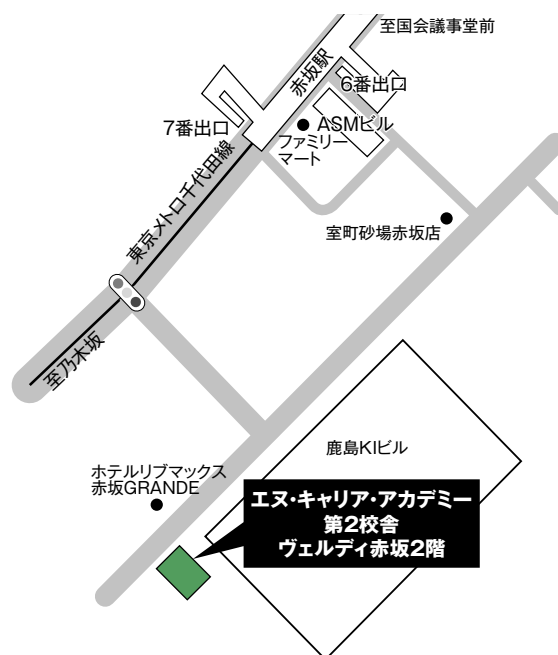 至国会議事堂前
赤坂駅
6番出口
7番出口
ASMビル
ファミリー
マート
東京メトロ千代田線
室町砂場赤坂店
至乃木坂
鹿島KIビル
ホテルリブマックス
赤坂GRANDE
エヌ・キャリア・アカデミー
第2校舎
ヴェルディ赤坂2階